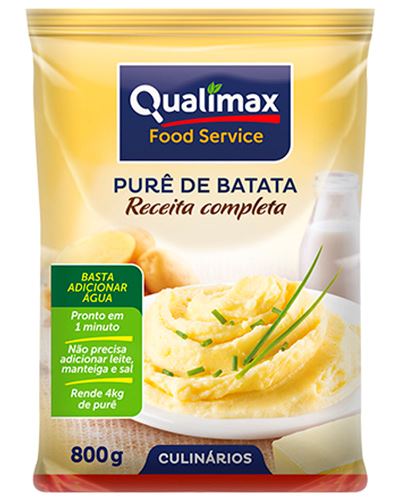 Qualimax
Food Service
PURÊ DE BATATA
Receita completa
BASTA
ADICIONAR
ÁGUA
Pronto em
1 minuto
Não precisa
adicionar leite,
manteiga e sal
Rende 4kg
de purê
800g
CULINÁRIOS